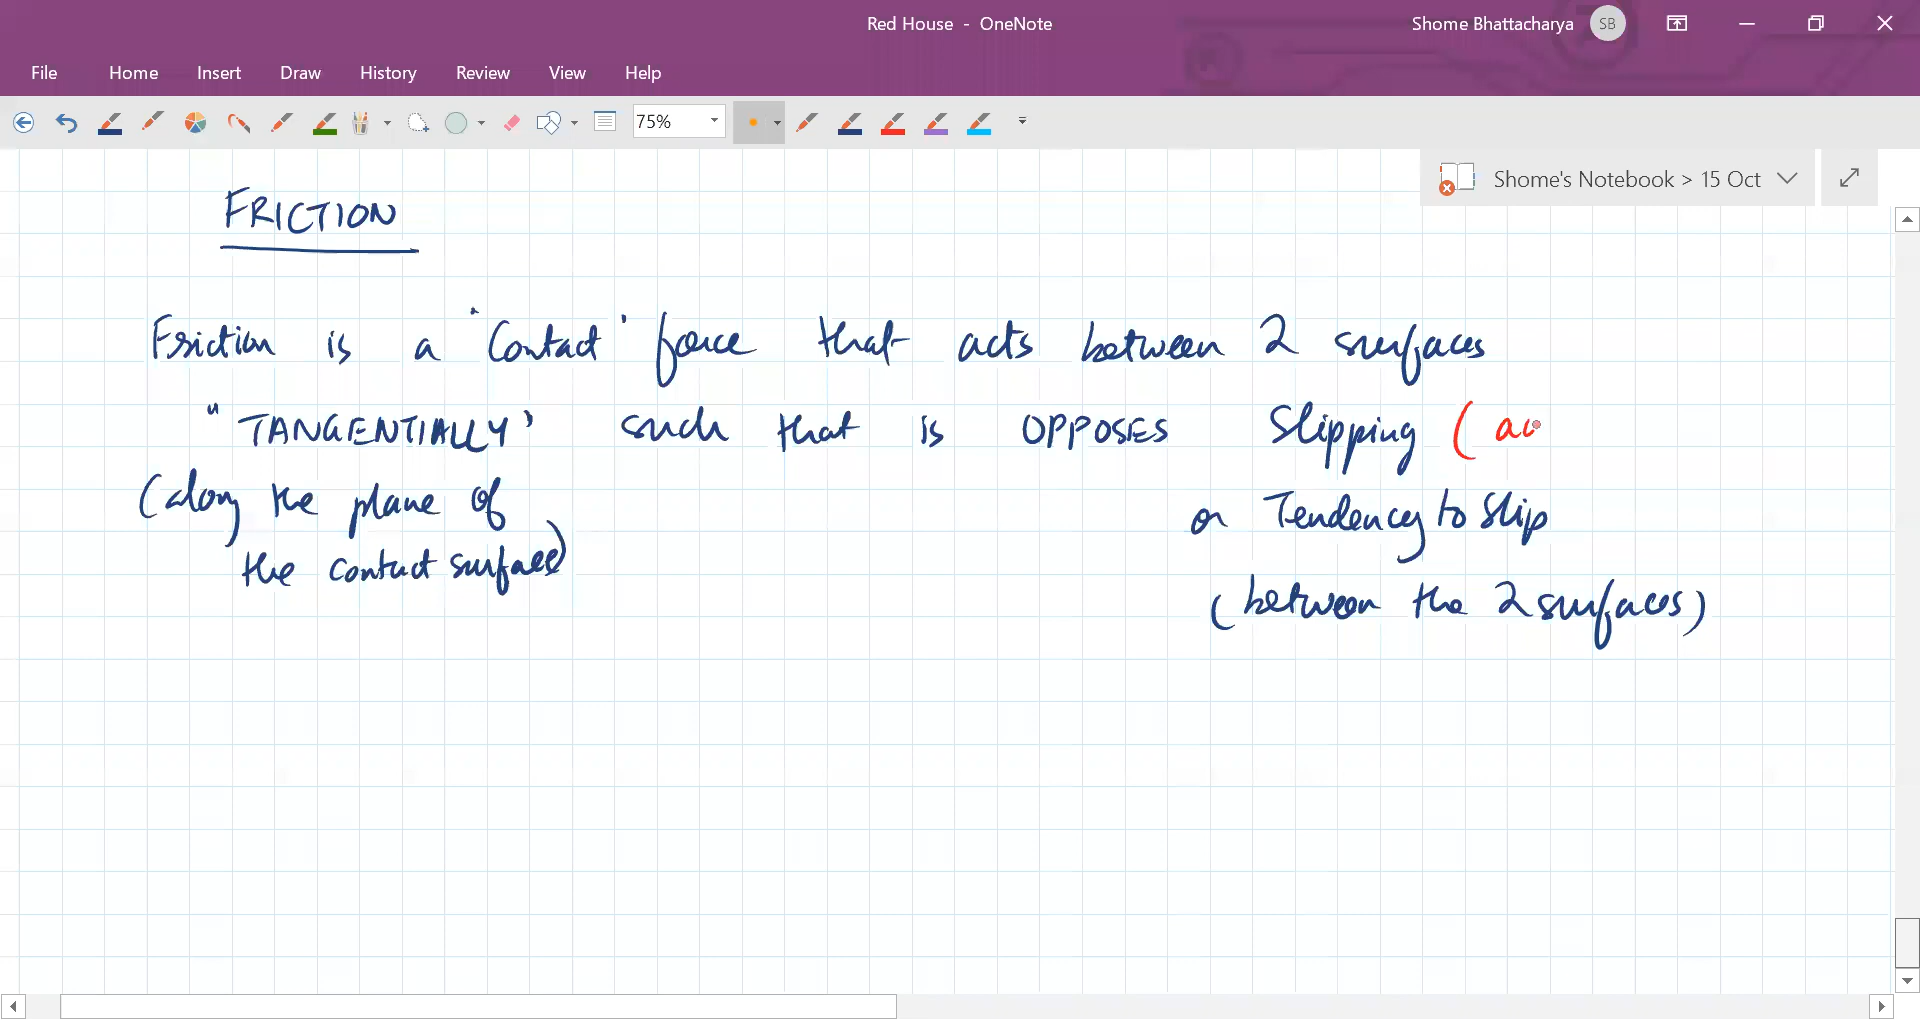 Red House - OneNote
Shome Bhattacharya SB
File Home Insert Draw History Review View Help
75%
Shome's Notebook > 15 Oct
FRICTION
Friction is a "Contact" force that acts between 2 surfaces
"TANGENTIALLY" such that is OPPOSES Slipping (ac
(along the plane of
the contact surface)
or Tendency to slip
(between the 2 surfaces)